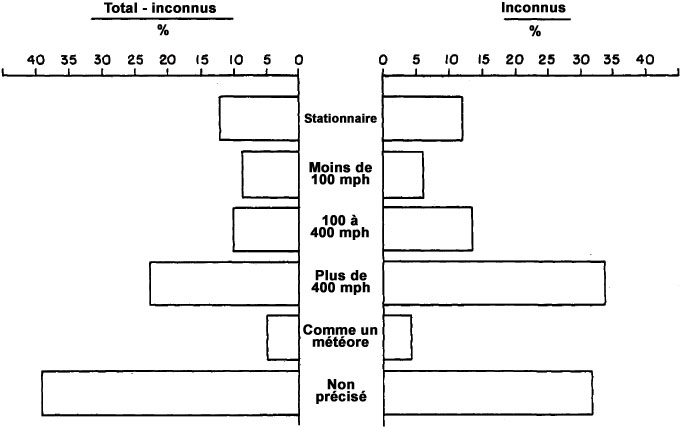 Total - inconnus
%
Inconnus
%
40 35 30 25 20 15 10 5 0
0 5 10 15 20 25 30 35 40
Stationnaire
Moins de
100 mph
100 à
400 mph
Plus de
400 mph
Comme un
météore
Non
précisé